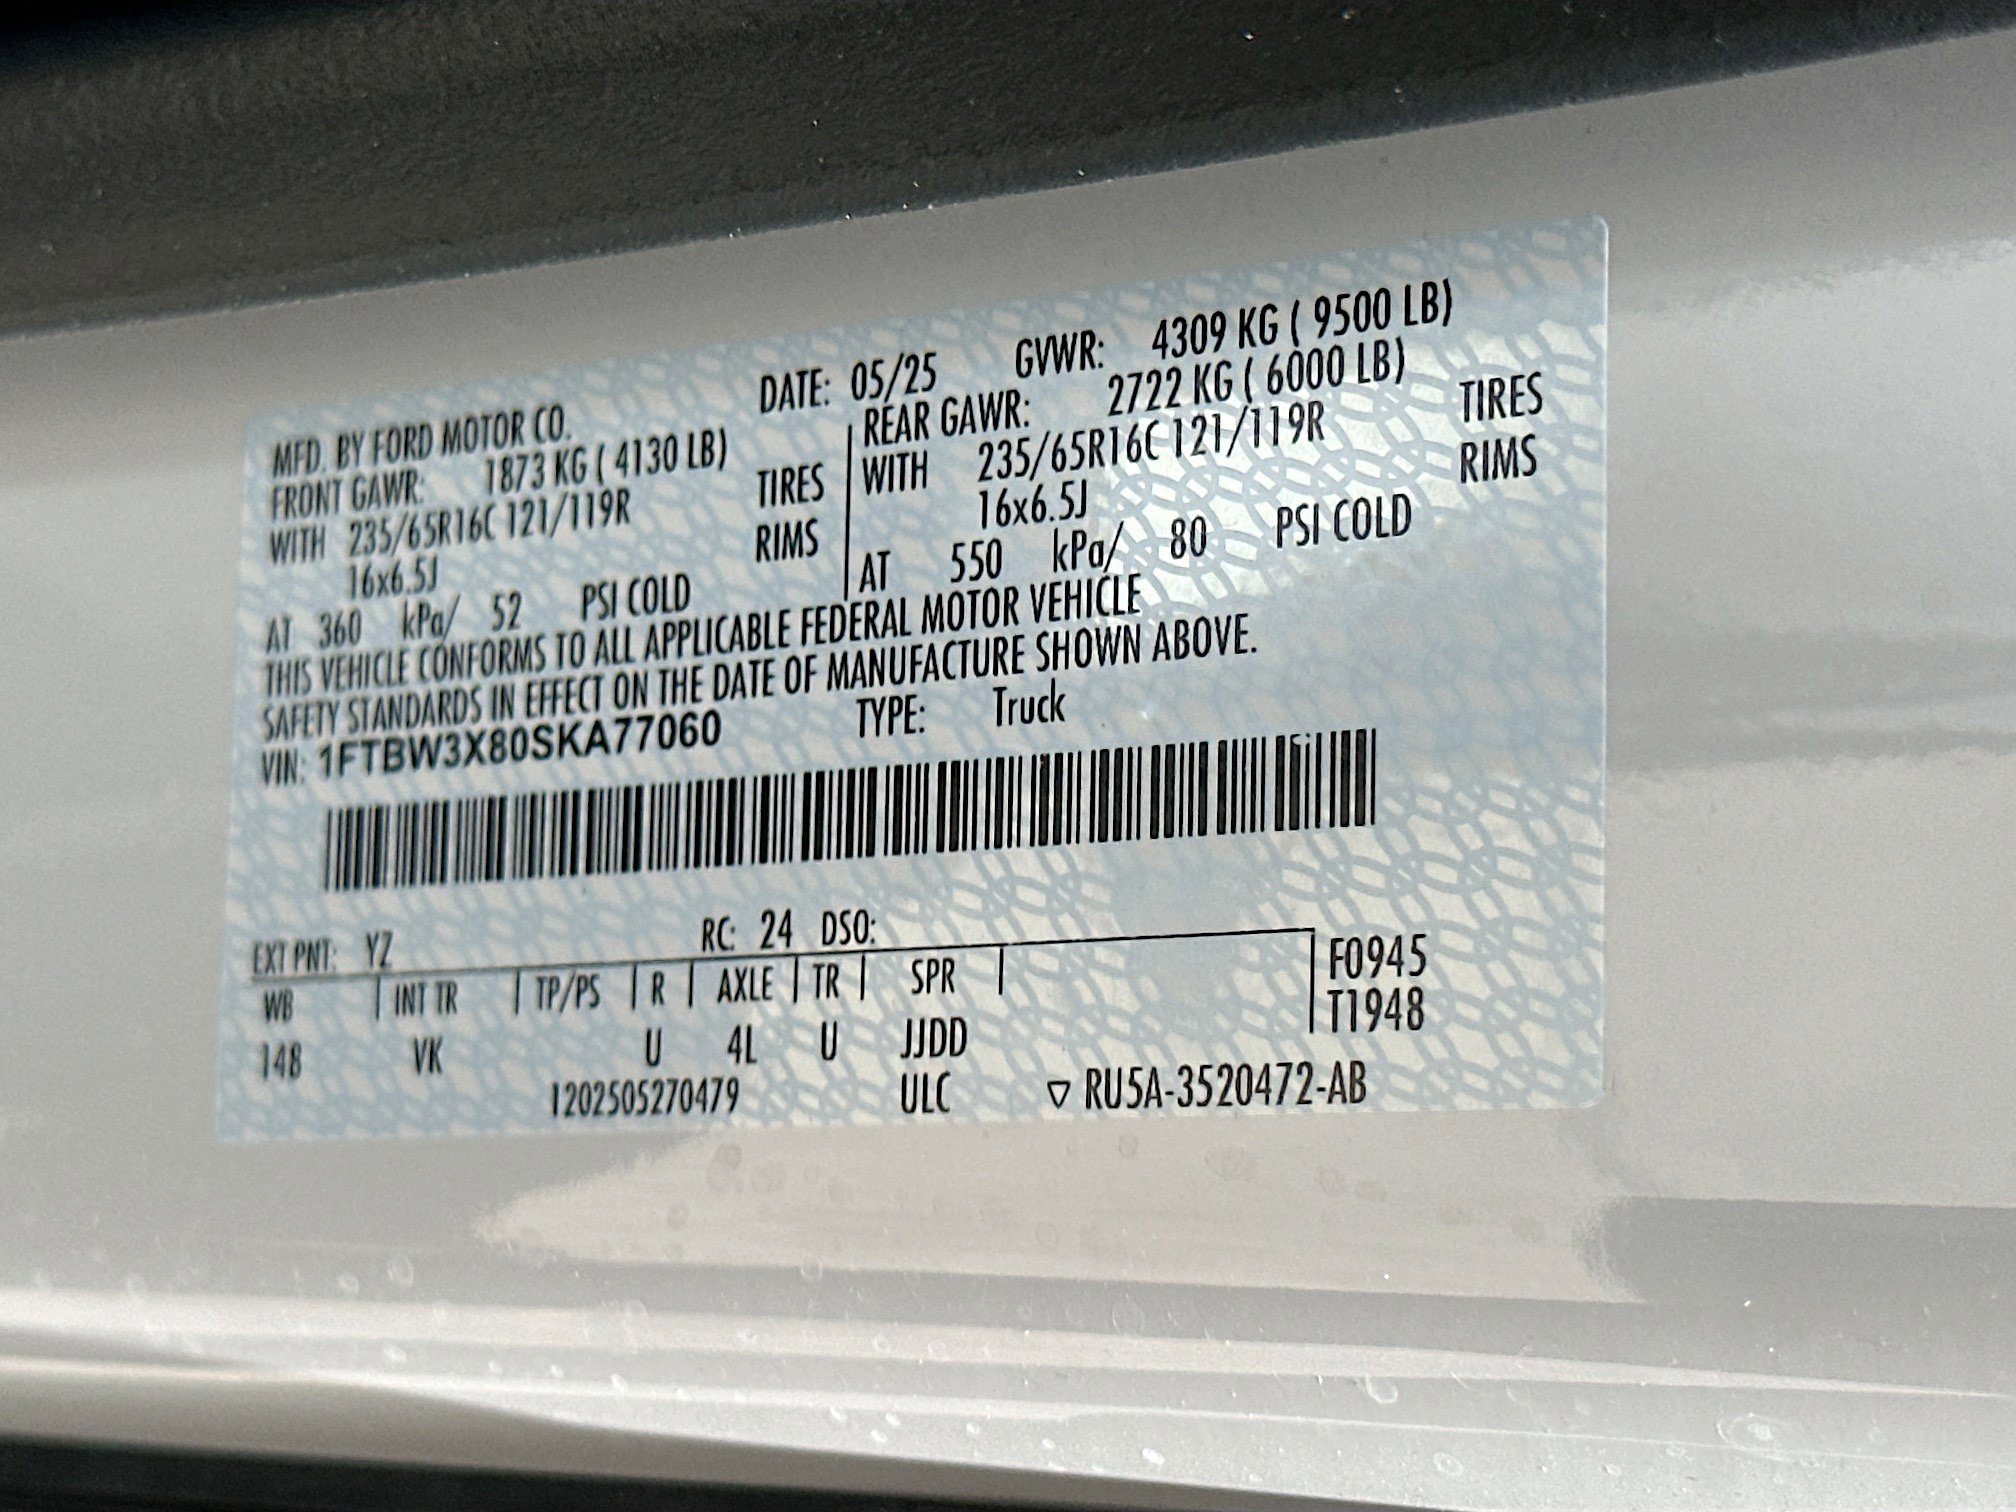 MFD. BY FORD MOTOR CO. DATE: 05/25 GVWR: 4309 KG ( 9500 LB)
FRONT GAWR: 1873 KG ( 4130 LB) REAR GAWR: 2722 KG ( 6000 LB)
WITH 235/65R16C 121/119R TIRES WITH 235/65R16C 121/119R TIRES
16x6.5J RIMS 16x6.5J RIMS
AT 360 kPa/ 52 PSI COLD AT 550 kPa/ 80 PSI COLD
THIS VEHICLE CONFORMS TO ALL APPLICABLE FEDERAL MOTOR VEHICLE
SAFETY STANDARDS IN EFFECT ON THE DATE OF MANUFACTURE SHOWN ABOVE.
VIN: 1FTBW3X80SKA77060 TYPE: Truck
EXT PNT: YZ RC: 24 DSO:
WB INT TR TP/PS R AXLE TR SPR F0945
T1948
148 VK U 4L U JJDD
1202505270479 ULC ▽ RU5A-3520472-AB